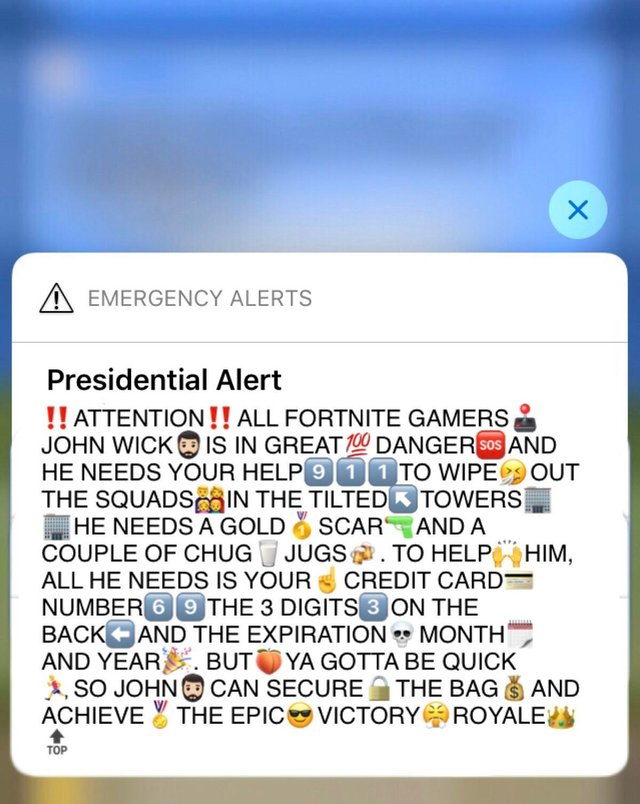 EMERGENCY ALERTS
Presidential Alert
‼️ATTENTION‼️ALL FORTNITE GAMERS🕹️
JOHN WICK🧔🏻IS IN GREAT💯DANGER🆘AND
HE NEEDS YOUR HELP9️⃣1️⃣1️⃣TO WIPE🤧OUT
THE SQUADS👨‍👩‍👧‍👦IN THE TILTED↖️TOWERS🏢
🏢HE NEEDS A GOLD🏅SCAR🔫AND A
COUPLE OF CHUG🥛JUGS🍻. TO HELP🙌HIM,
ALL HE NEEDS IS YOUR☝️CREDIT CARD💳
NUMBER6️⃣9️⃣THE 3 DIGITS3️⃣ON THE
BACK⬅️AND THE EXPIRATION💀MONTH📅
AND YEAR🎉. BUT🍑YA GOTTA BE QUICK
🏃SO JOHN🧔🏻CAN SECURE🔒THE BAG💰AND
ACHIEVE🏅THE EPIC😎VICTORY😤ROYALE👑
🔝